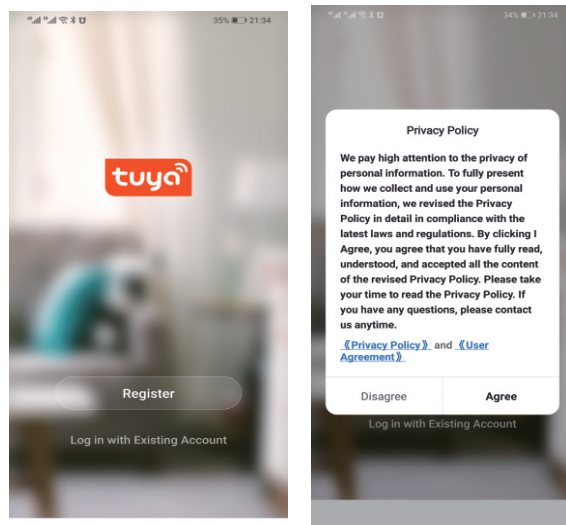 35% 21:34
tuya
Register
Log in with Existing Account
34% 21:34
Privacy Policy
We pay high attention to the privacy of
personal information. To fully present
how we collect and use your personal
information, we revised the Privacy
Policy in detail in compliance with the
latest laws and regulations. By clicking I
Agree, you agree that you have fully read,
understood, and accepted all the content
of the revised Privacy Policy. Please take
your time to read the Privacy Policy. If
you have any questions, please contact
us anytime.
《Privacy Policy》 and 《User
Agreement》
Disagree Agree
Log in with Existing Account